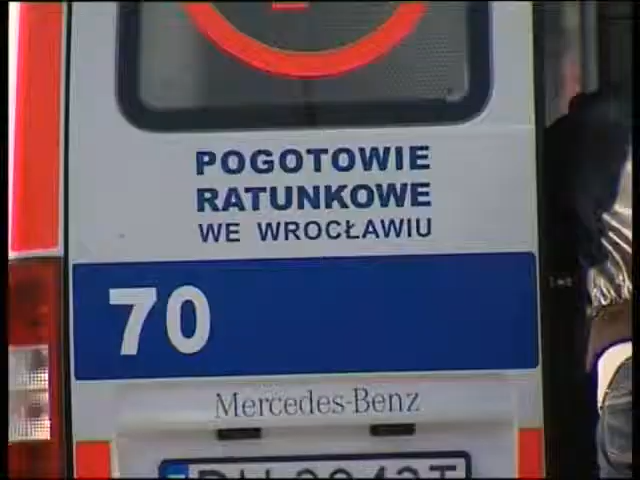 POGOTOWIE
RATUNKOWE
WE WROCŁAWIU
70
Mercedes-Benz